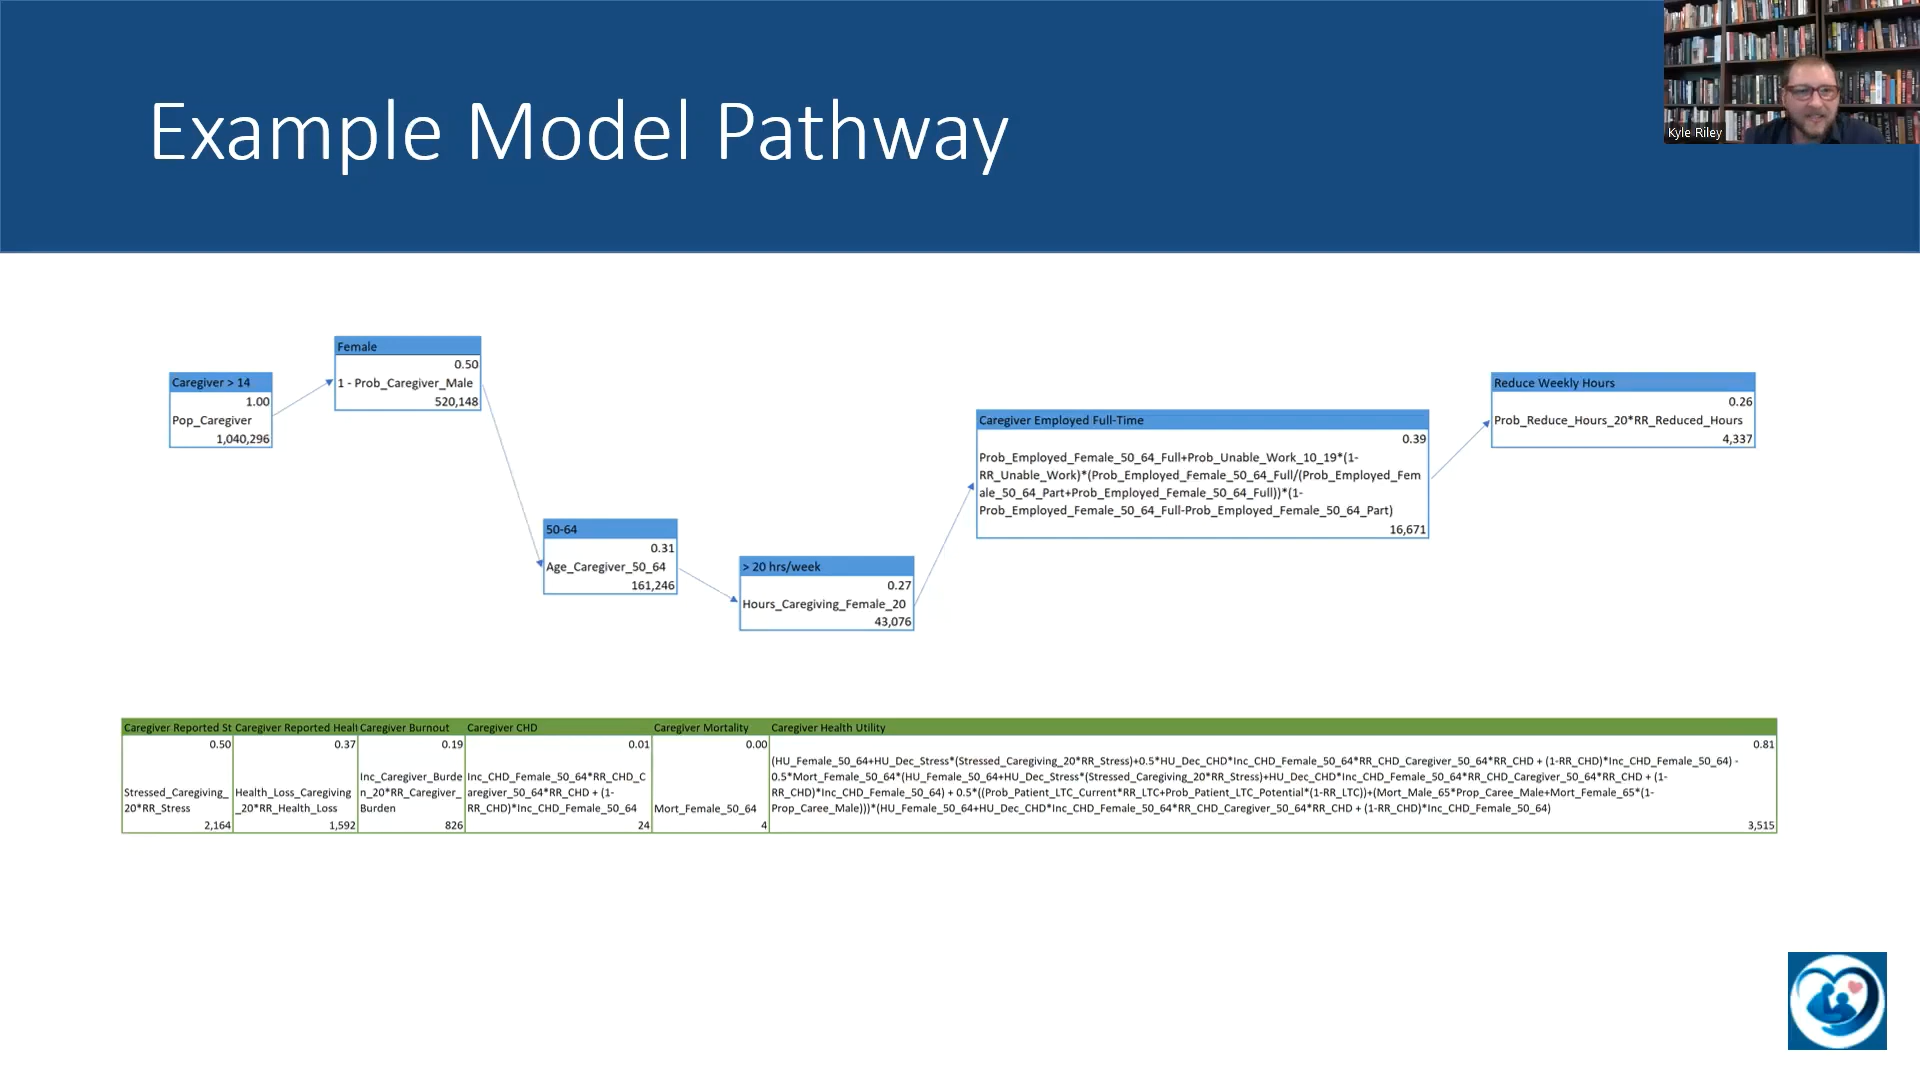 Example Model Pathway
Kyle Riley
Caregiver > 14
1.00
Pop_Caregiver
1,040,296
Female
0.50
1 - Prob_Caregiver_Male
520,148
50-64
0.31
Age_Caregiver_50_64
161,246
> 20 hrs/week
0.27
Hours_Caregiving_Female_20
43,076
Caregiver Employed Full-Time
0.39
Prob_Employed_Female_50_64_Full+Prob_Unable_Work_10_19*(1-
RR_Unable_Work)*(Prob_Employed_Female_50_64_Full/(Prob_Employed_Fem
ale_50_64_Part+Prob_Employed_Female_50_64_Full))*(1-
Prob_Employed_Female_50_64_Full-Prob_Employed_Female_50_64_Part)
16,671
Reduce Weekly Hours
0.26
Prob_Reduce_Hours_20*RR_Reduced_Hours
4,337
Caregiver Reported St
0.50
Stressed_Caregiving_
20*RR_Stress
2,164
Caregiver Reported Healt
0.37
Health_Loss_Caregiving
_20*RR_Health_Loss
1,592
Caregiver Burnout
0.19
Inc_Caregiver_Burde
n_20*RR_Caregiver_
Burden
826
Caregiver CHD
0.01
Inc_CHD_Female_50_64*RR_CHD_C
aregiver_50_64*RR_CHD + (1-
RR_CHD)*Inc_CHD_Female_50_64
24
Caregiver Mortality
0.00
Mort_Female_50_64
4
Caregiver Health Utility
0.81
(HU_Female_50_64+HU_Dec_Stress*(Stressed_Caregiving_20*RR_Stress)+0.5*HU_Dec_CHD*Inc_CHD_Female_50_64*RR_CHD_Caregiver_50_64*RR_CHD + (1-RR_CHD)*Inc_CHD_Female_50_64) -
0.5*Mort_Female_50_64*(HU_Female_50_64+HU_Dec_Stress*(Stressed_Caregiving_20*RR_Stress)+HU_Dec_CHD*Inc_CHD_Female_50_64*RR_CHD_Caregiver_50_64*RR_CHD + (1-
RR_CHD)*Inc_CHD_Female_50_64) + 0.5*((Prob_Patient_LTC_Current*RR_LTC+Prob_Patient_LTC_Potential*(1-RR_LTC))+(Mort_Male_65*Prop_Caree_Male+Mort_Female_65*(1-
Prop_Caree_Male)))*(HU_Female_50_64+HU_Dec_CHD*Inc_CHD_Female_50_64*RR_CHD_Caregiver_50_64*RR_CHD + (1-RR_CHD)*Inc_CHD_Female_50_64)
3,515